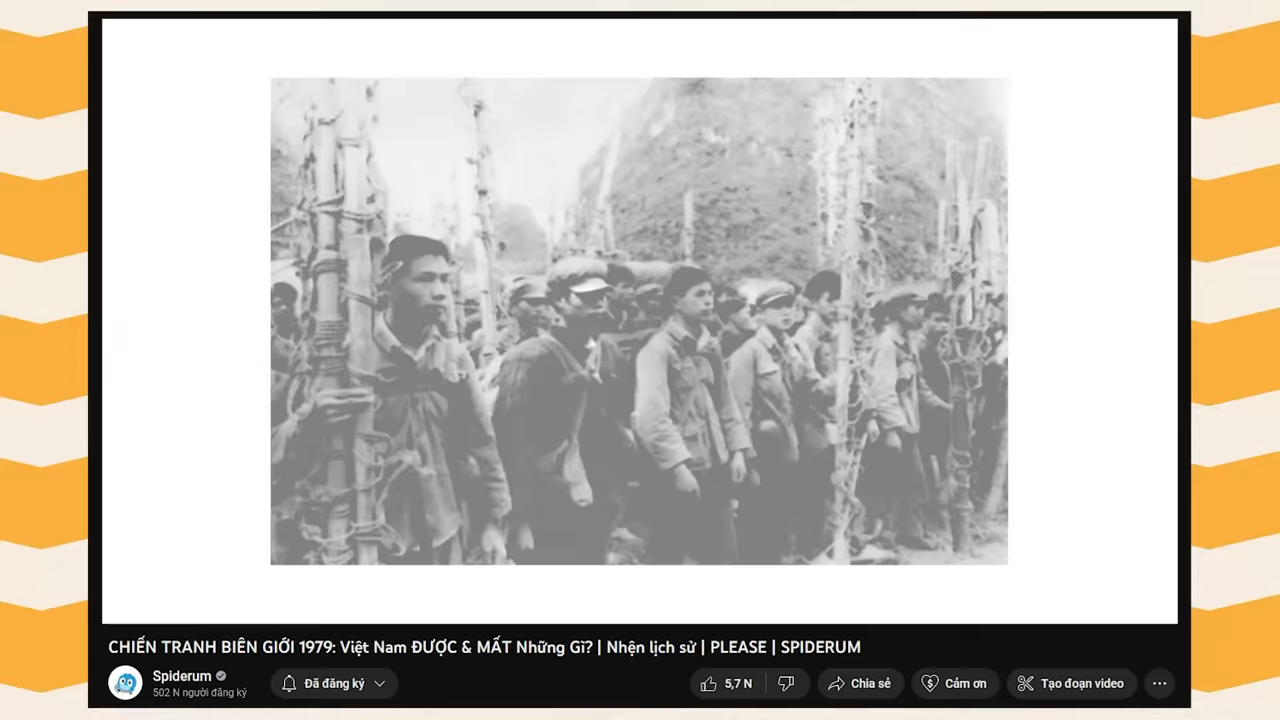 CHIẾN TRANH BIÊN GIỚI 1979: Việt Nam ĐƯỢC & MẤT Những Gì? | Nhện lịch sử | PLEASE | SPIDERUM
Spiderum
502 N người đăng ký
Đã đăng ký
5,7 N
Chia sẻ
Cảm ơn
Tạo đoạn video